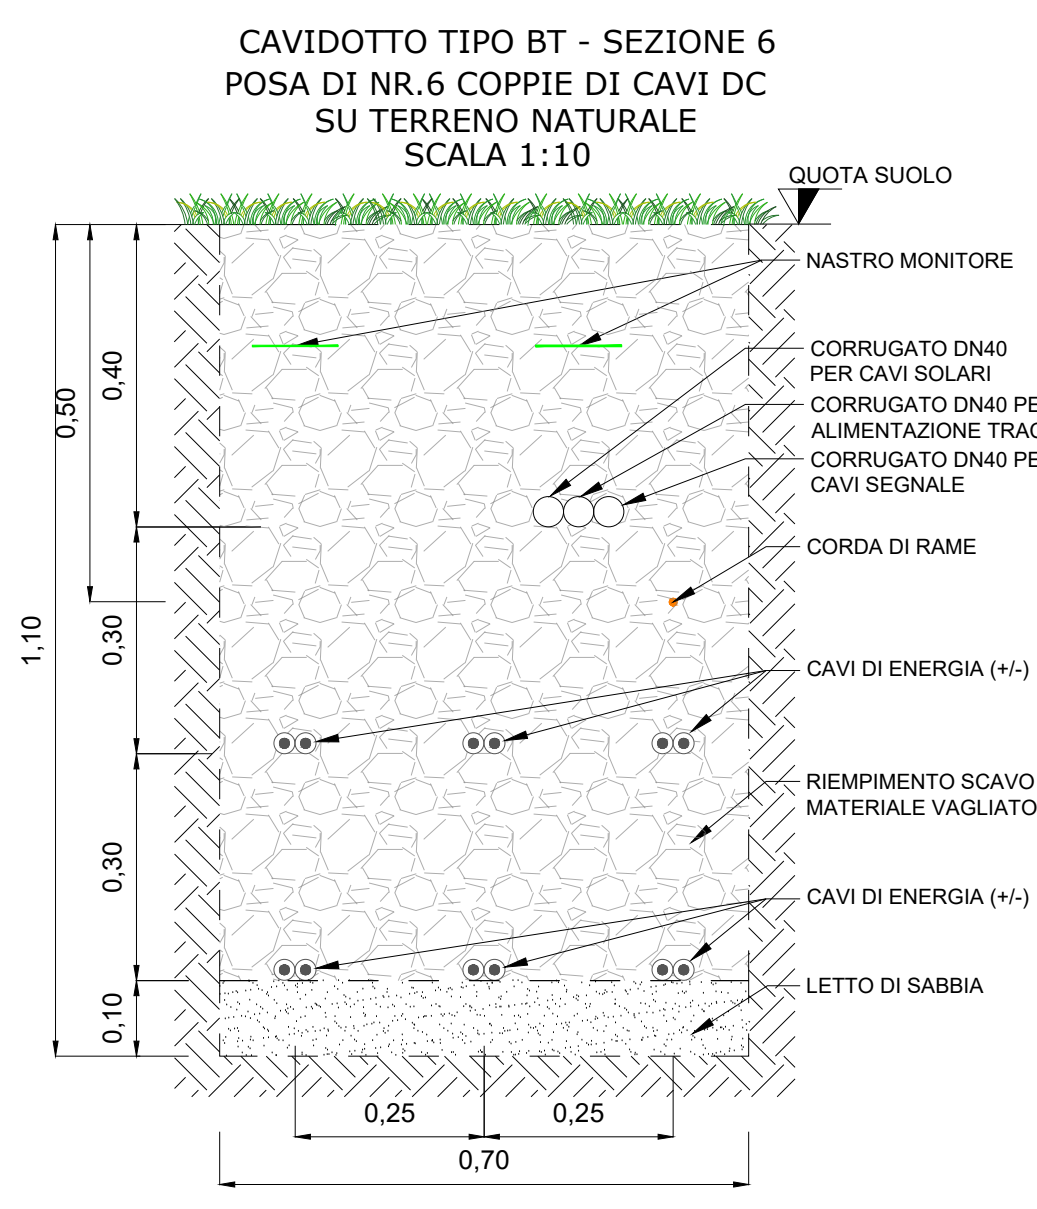 CAVIDOTTO TIPO BT - SEZIONE 6
POSA DI NR.6 COPPIE DI CAVI DC
SU TERRENO NATURALE
SCALA 1:10
QUOTA SUOLO
NASTRO MONITORE
CORRUGATO DN40
PER CAVI SOLARI
CORRUGATO DN40
ALIMENTAZIONE
CORRUGATO DN40
CAVI SEGNALE
CORDA DI RAME
CAVI DI ENERGIA (+/-)
RIEMPIMENTO SCAVO
MATERIALE VAGLIATO
CAVI DI ENERGIA (+/-)
LETTO DI SABBIA
0,40
0,50
0,30
1,10
0,30
0,10
0,25
0,25
0,70